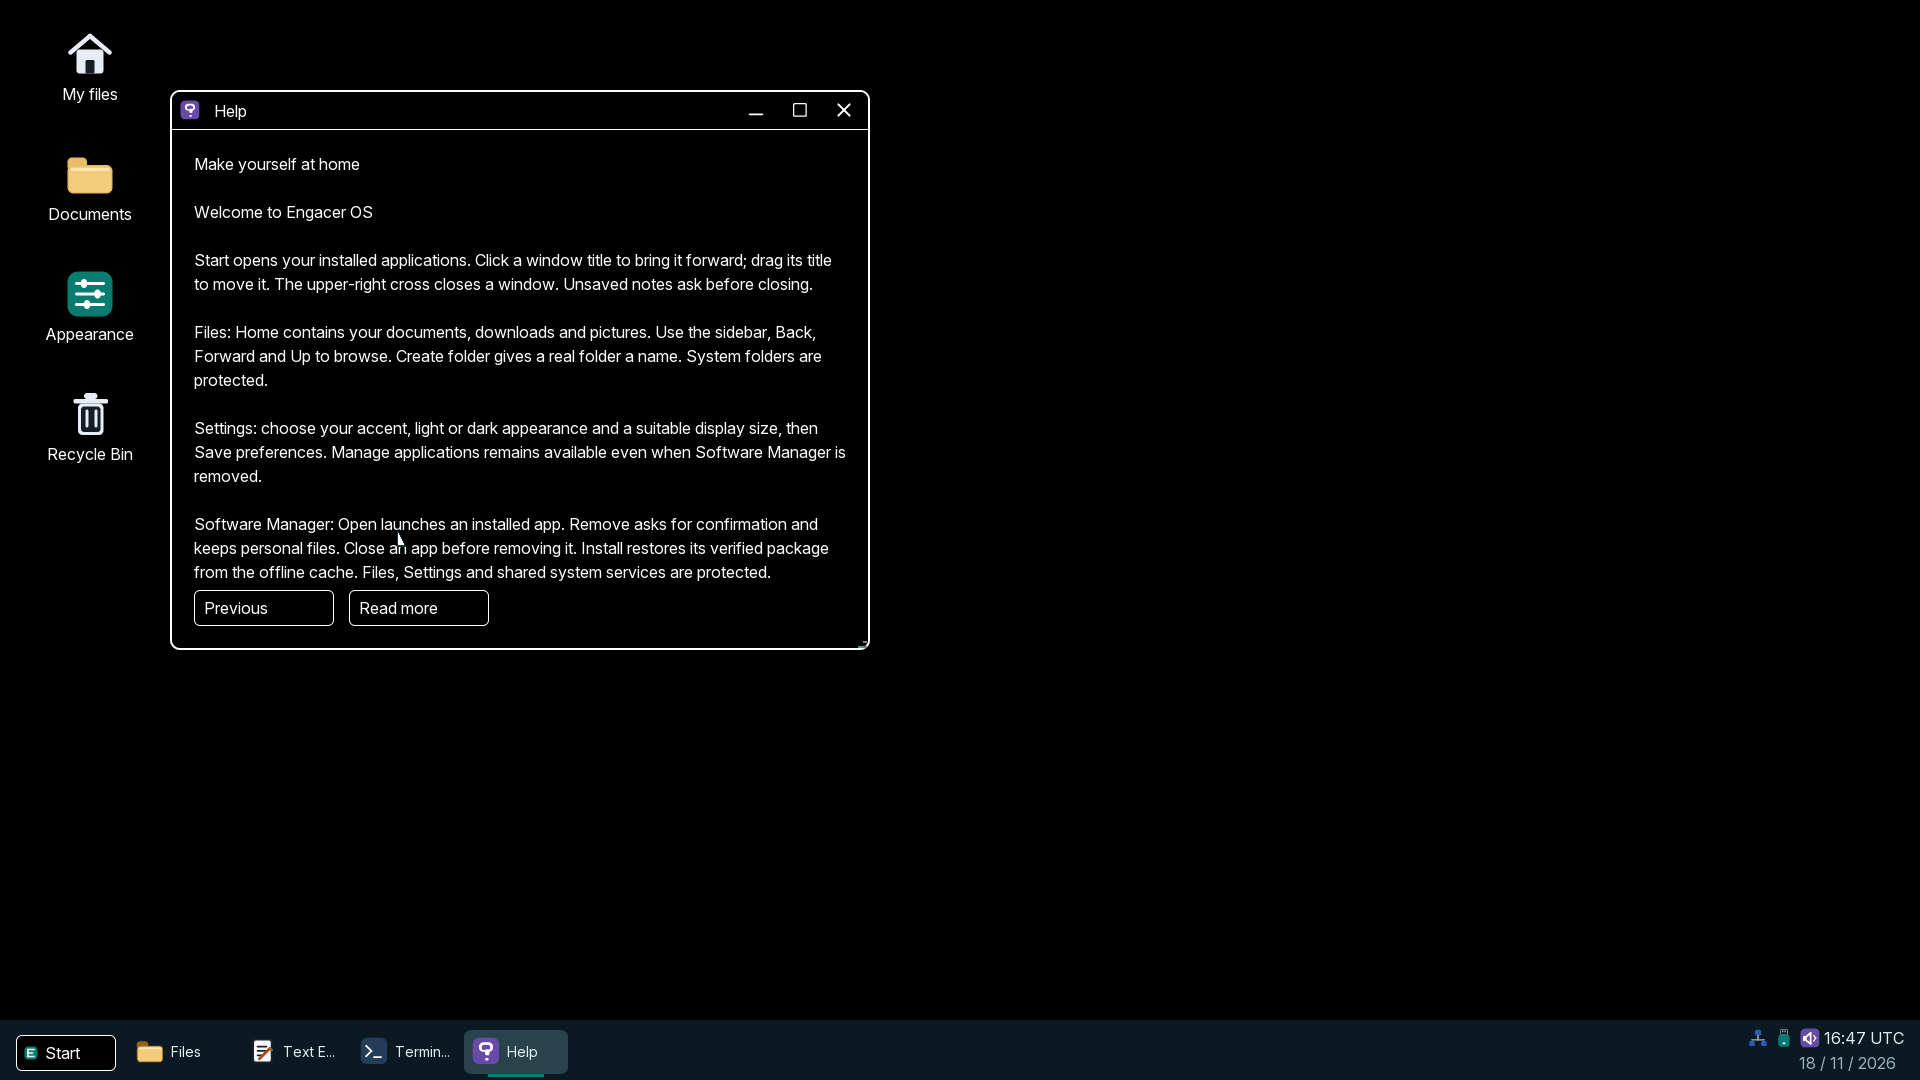 My files
Documents
Appearance
Recycle Bin
Help
Make yourself at home
Welcome to Engacer OS
Start opens your installed applications. Click a window title to bring it forward; drag its title
to move it. The upper-right cross closes a window. Unsaved notes ask before closing.
Files: Home contains your documents, downloads and pictures. Use the sidebar, Back,
Forward and Up to browse. Create folder gives a real folder a name. System folders are
protected.
Settings: choose your accent, light or dark appearance and a suitable display size, then
Save preferences. Manage applications remains available even when Software Manager is
removed.
Software Manager: Open launches an installed app. Remove asks for confirmation and
keeps personal files. Close an app before removing it. Install restores its verified package
from the offline cache. Files, Settings and shared system services are protected.
Previous
Read more
Start
Files
Text E...
Termin...
Help
16:47 UTC
18 / 11 / 2026